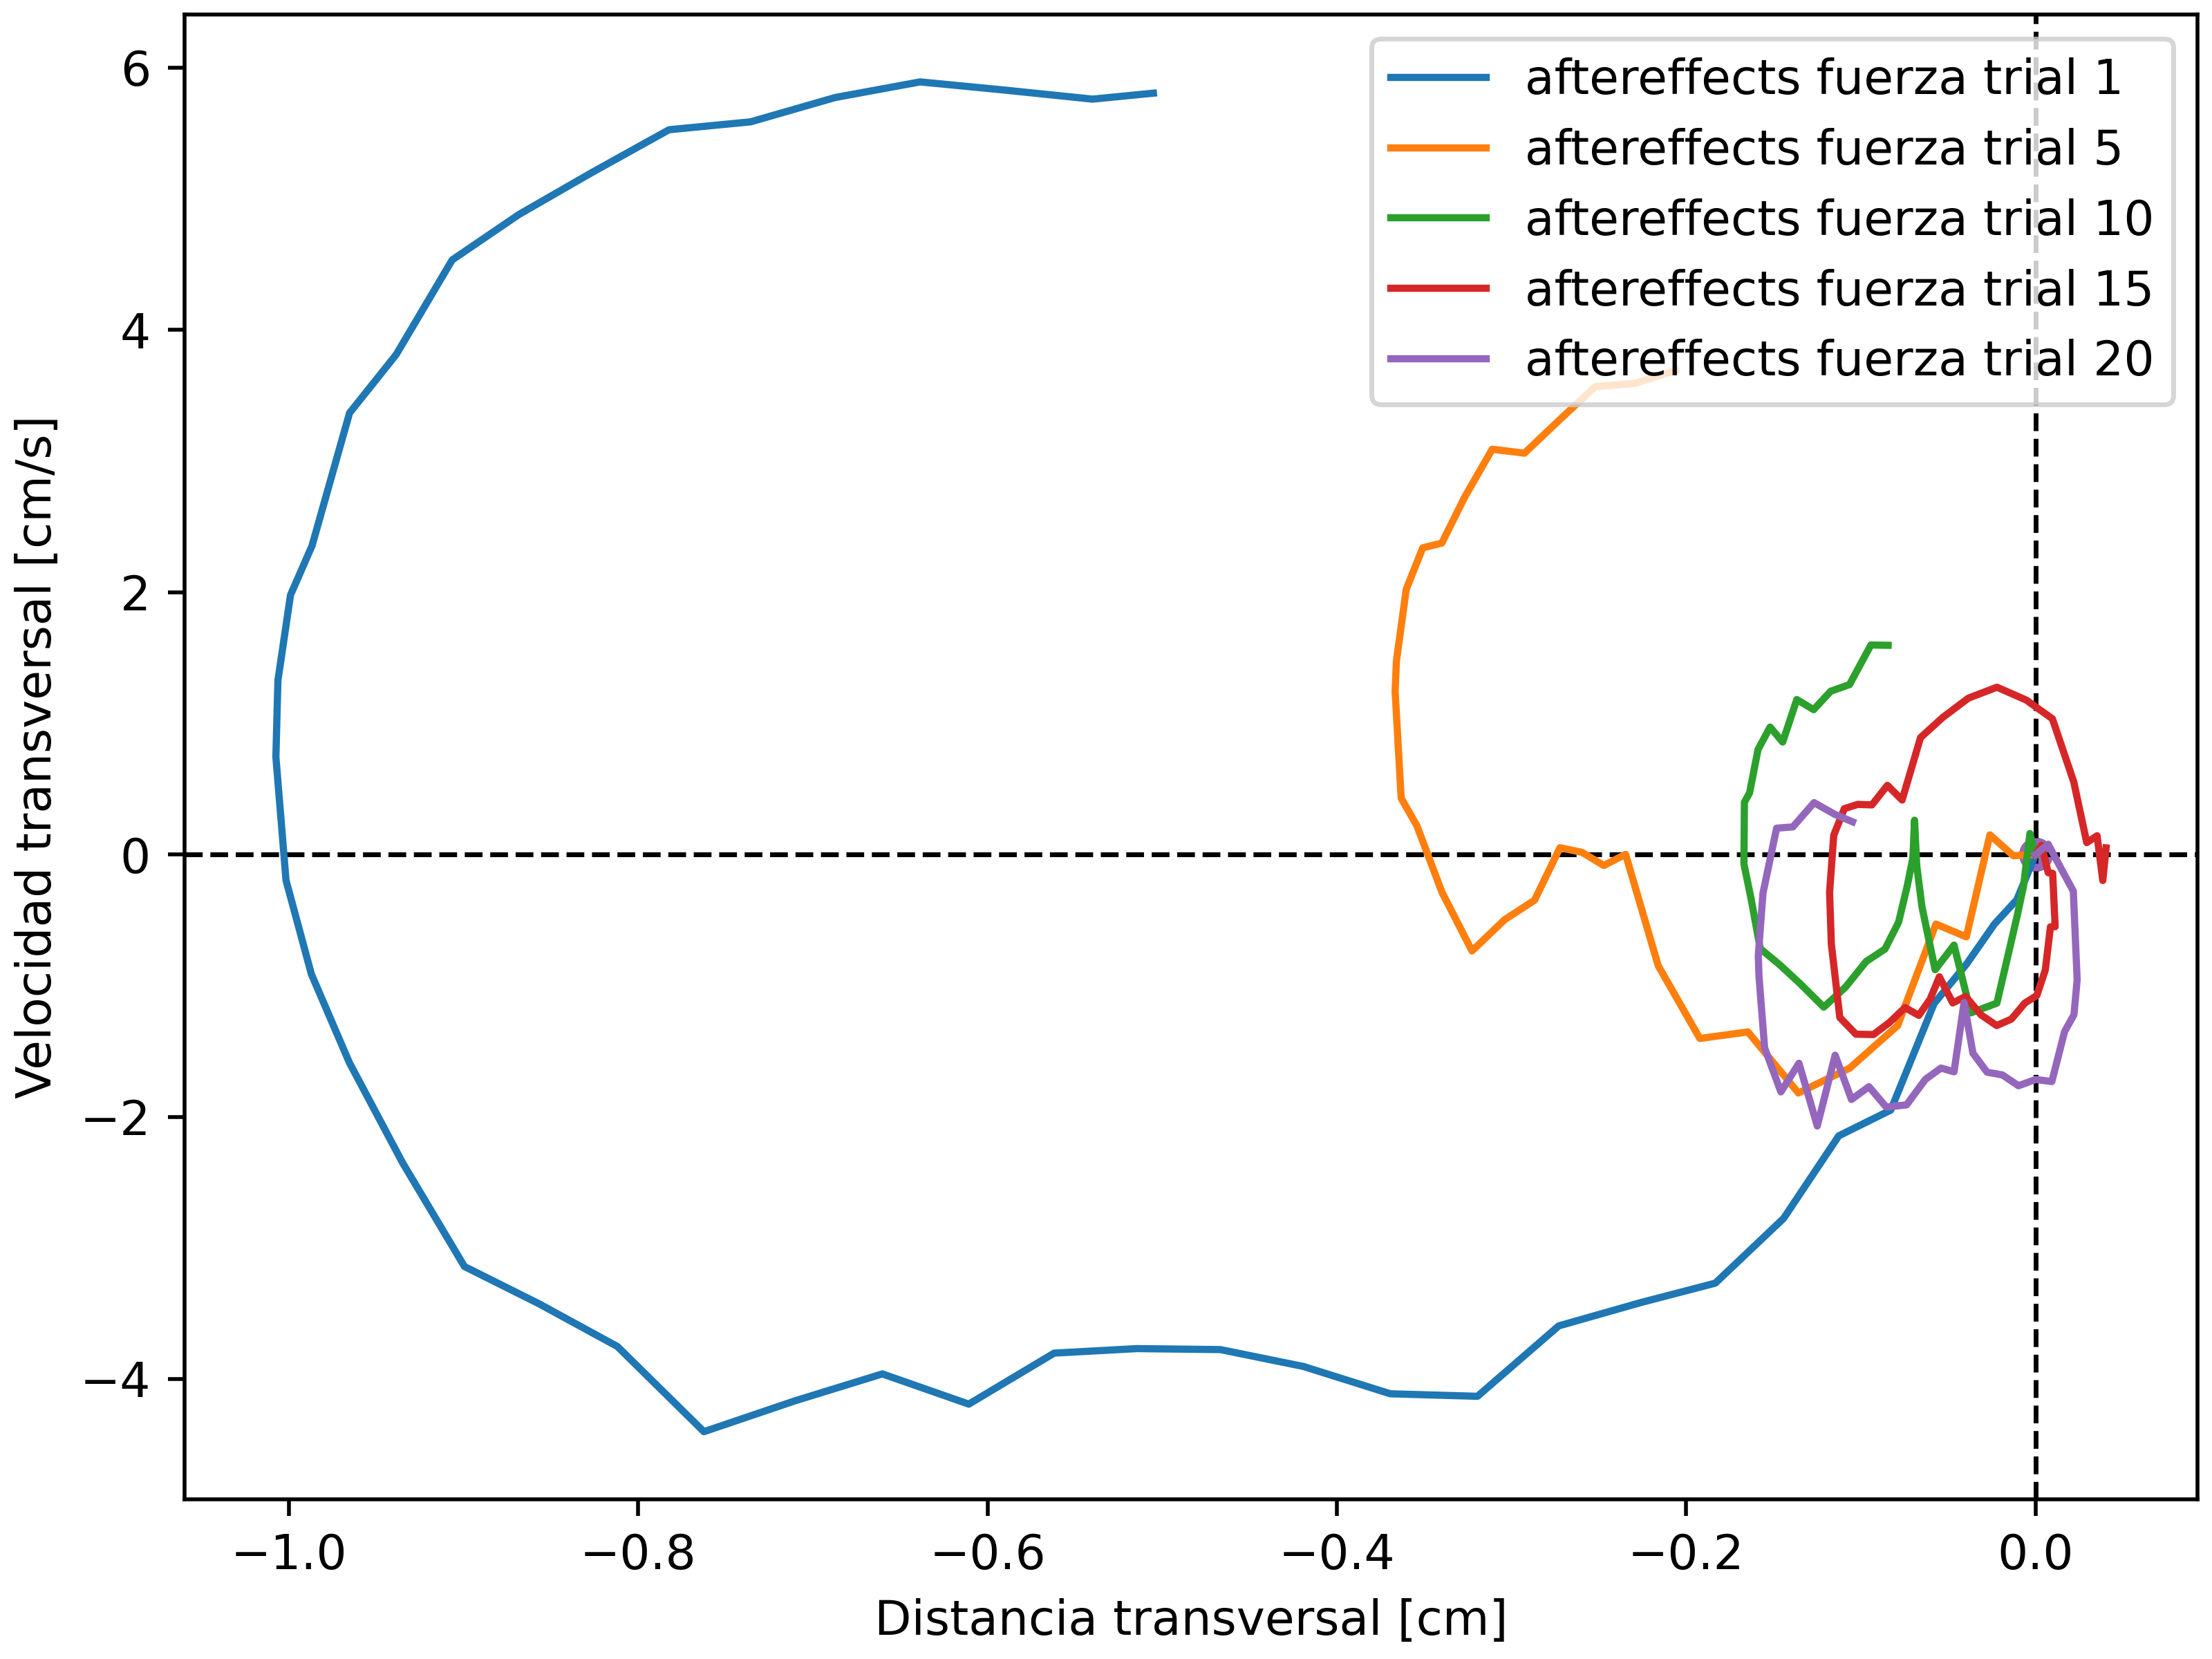 6
4
2
0
−2
−4
Velocidad transversal [cm/s]
aftereffects fuerza trial 1
aftereffects fuerza trial 5
aftereffects fuerza trial 10
aftereffects fuerza trial 15
aftereffects fuerza trial 20
−1.0 −0.8 −0.6 −0.4 −0.2 0.0
Distancia transversal [cm]